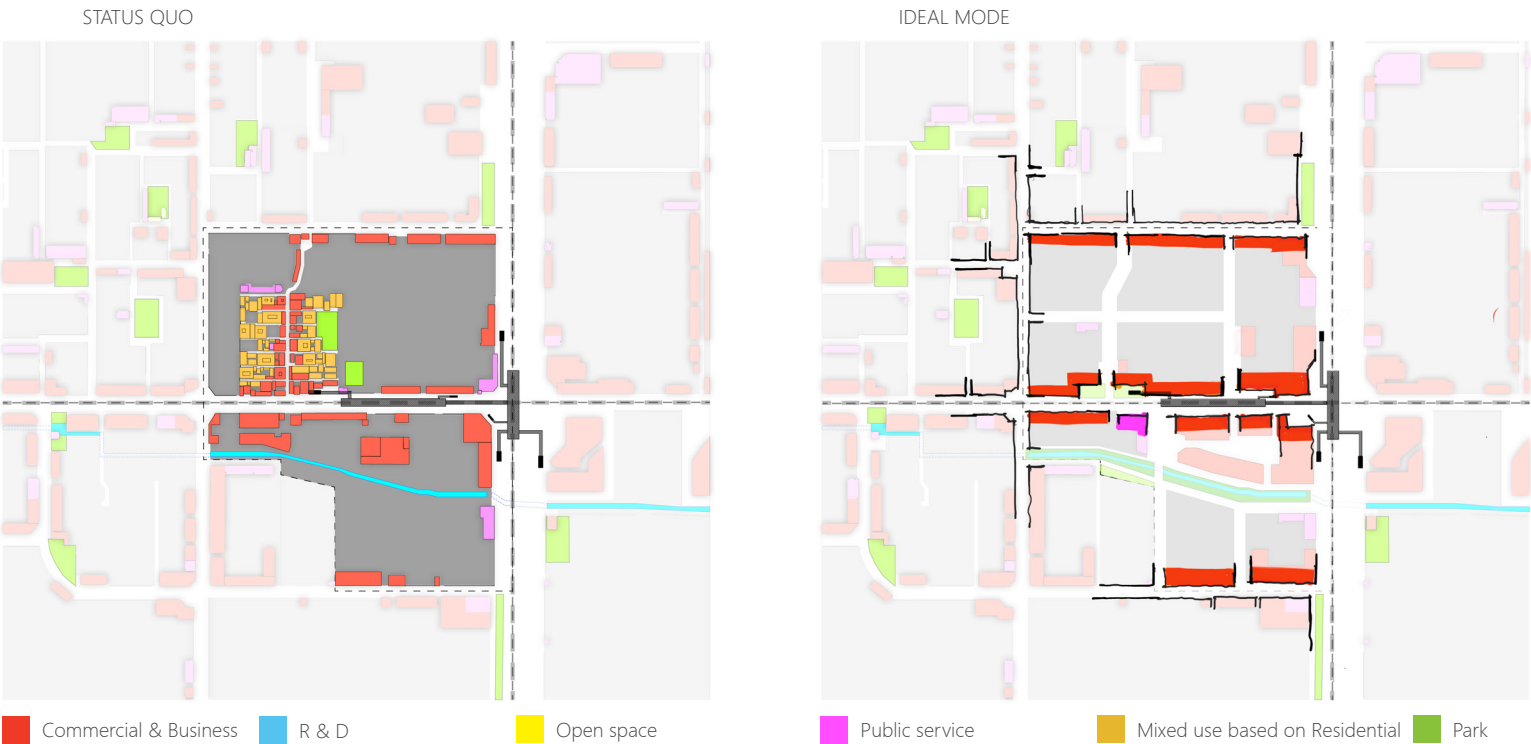 STATUS QUO
IDEAL MODE
Commercial & Business
R & D
Open space
Public service
Mixed use based on Residential
Park